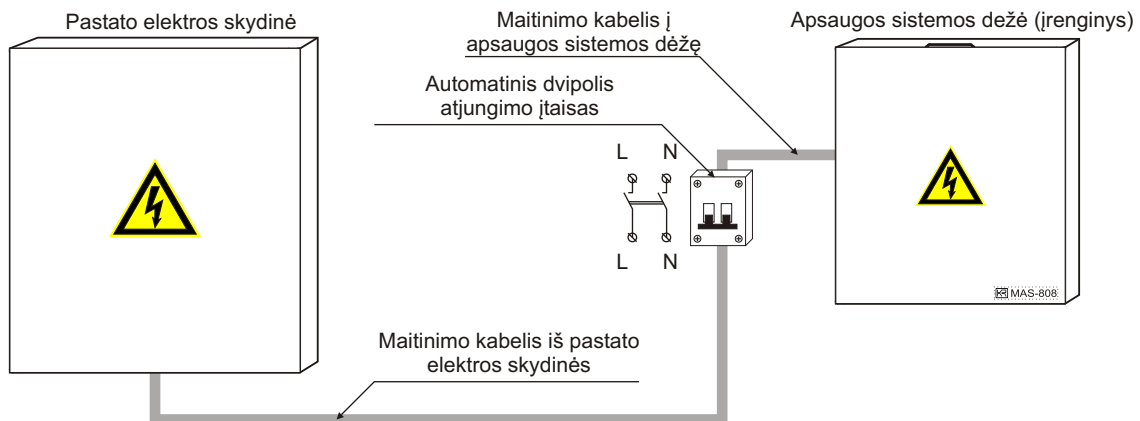 Pastato elektros skydinė
Maitinimo kabelis į
apsaugos sistemos dėžę
Apsaugos sistemos dežė (įrenginys)
Automatinis dvipolis
atjungimo įtaisas
L N
L N
MAS-808
Maitinimo kabelis iš pastato
elektros skydinės